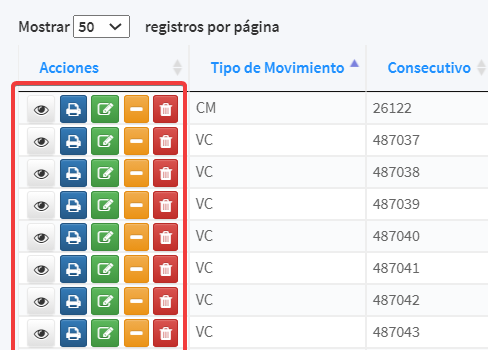 Mostrar 50 registros por página
Acciones Tipo de Movimiento Consecutivo
CM 26122
VC 487037
VC 487038
VC 487039
VC 487040
VC 487041
VC 487042
VC 487043